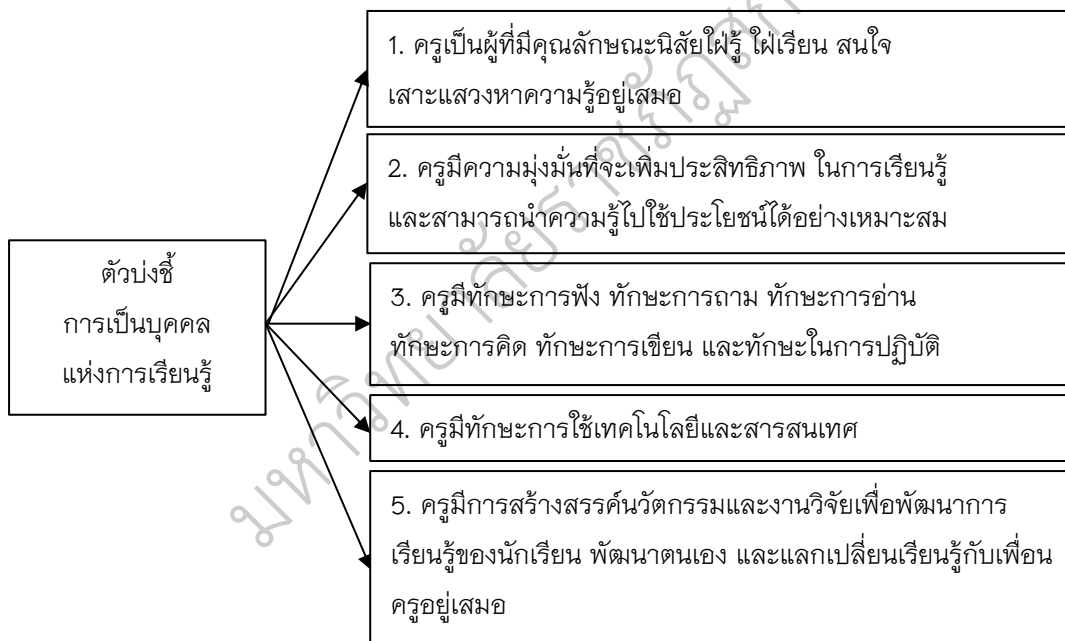 1. ครูเป็นผู้ที่มีคุณลักษณะนิสัยใฝ่รู้ ใฝ่เรียน สนใจ
เสาะแสวงหาความรู้อยู่เสมอ
2. ครูมีความมุ่งมั่นที่จะเพิ่มประสิทธิภาพ ในการเรียนรู้
และสามารถนำความรู้ไปใช้ประโยชน์ได้อย่างเหมาะสม
ตัวบ่งชี้
การเป็นบุคคล
แห่งการเรียนรู้
3. ครูมีทักษะการฟัง ทักษะการถาม ทักษะการอ่าน
ทักษะการคิด ทักษะการเขียน และทักษะในการปฏิบัติ
4. ครูมีทักษะการใช้เทคโนโลยีและสารสนเทศ
5. ครูมีการสร้างสรรค์นวัตกรรมและงานวิจัยเพื่อพัฒนาการ
เรียนรู้ของนักเรียน พัฒนาตนเอง และแลกเปลี่ยนเรียนรู้กับเพื่อน
ครูอยู่เสมอ
มหาวิทยาลัยราชภัฏ